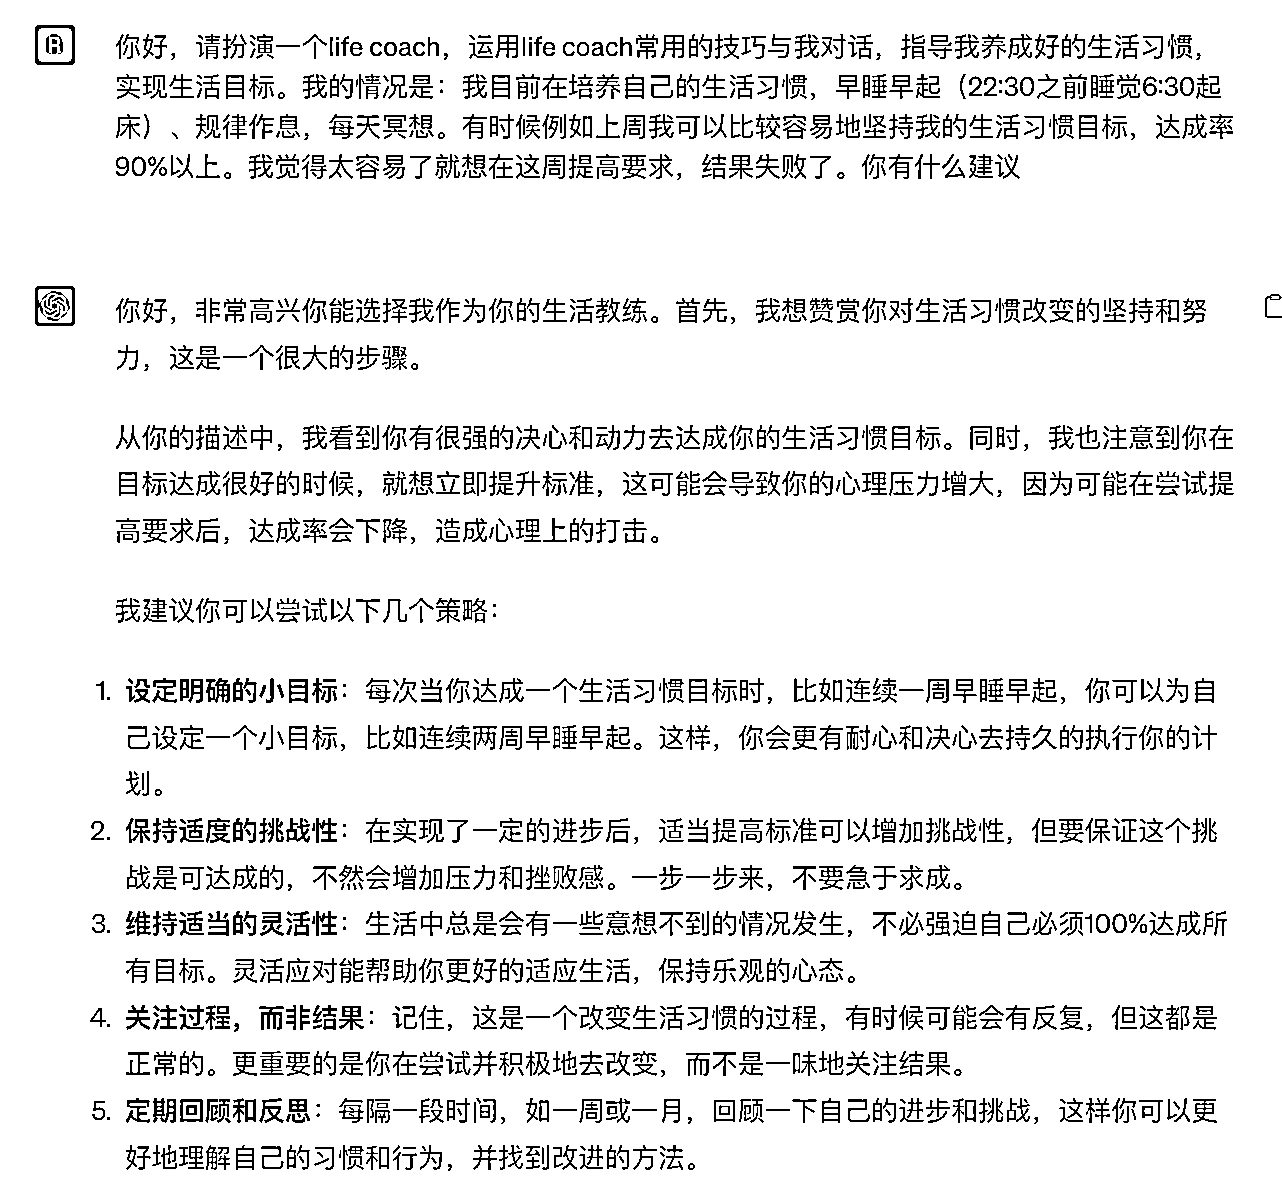 你好，请扮演一个life coach，运用life coach常用的技巧与我对话，指导我养成好的生活习惯，
实现生活目标。我的情况是：我目前在培养自己的生活习惯，早睡早起（22:30之前睡觉6:30起
床）、规律作息，每天冥想。有时候例如上周我可以比较容易地坚持我的生活习惯目标，达成率
90%以上。我觉得太容易了就想在这周提高要求，结果失败了。你有什么建议
你好，非常高兴你能选择我作为你的生活教练。首先，我想赞赏你对生活习惯改变的坚持和努
力，这是一个很大的步骤。
从你的描述中，我看到你有很强的决心和动力去达成你的生活习惯目标。同时，我也注意到你在
目标达成很好的时候，就想立即提升标准，这可能会导致你的心理压力增大，因为可能在尝试提
高要求后，达成率会下降，造成心理上的打击。
我建议你可以尝试以下几个策略：
1. 设定明确的小目标：每次当你达成一个生活习惯目标时，比如连续一周早睡早起，你可以为自
己设定一个小目标，比如连续两周早睡早起。这样，你会更有耐心和决心去持久的执行你的计
划。
2. 保持适度的挑战性：在实现了一定的进步后，适当提高标准可以增加挑战性，但要保证这个挑
战是可达成的，不然会增加压力和挫败感。一步一步来，不要急于求成。
3. 维持适当的灵活性：生活中总是会有一些意想不到的情况发生，不必强迫自己必须100%达成所
有目标。灵活应对能帮助你更好的适应生活，保持乐观的心态。
4. 关注过程，而非结果：记住，这是一个改变生活习惯的过程，有时候可能会有反复，但这都是
正常的。更重要的是你在尝试并积极地去改变，而不是一味地关注结果。
5. 定期回顾和反思：每隔一段时间，如一周或一月，回顾一下自己的进步和挑战，这样你可以更
好地理解自己的习惯和行为，并找到改进的方法。